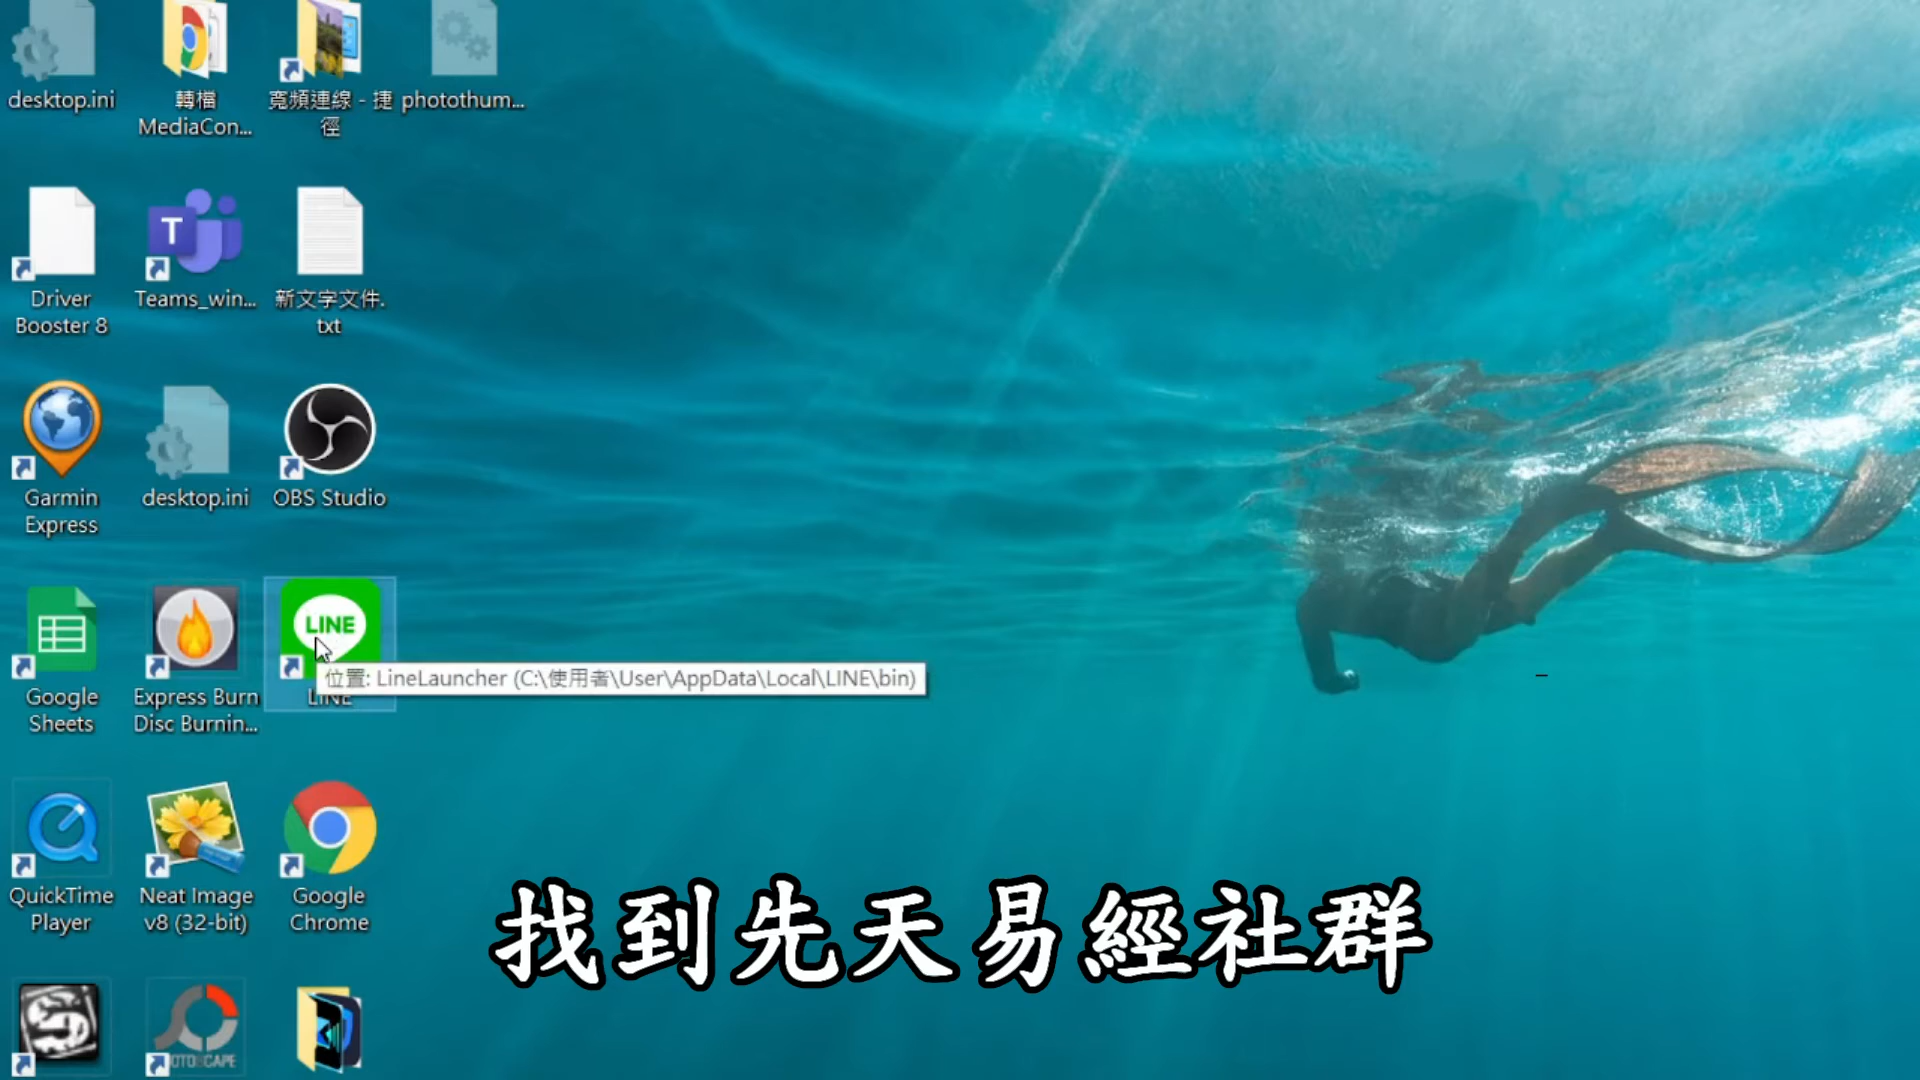 desktop.ini
轉檔
MediaCon...
寬頻連線 - 捷
徑
photothum...
Driver
Booster 8
T
Teams_win...
新文字文件.
txt
Garmin
Express
desktop.ini
OBS Studio
Google
Sheets
Express Burn
Disc Burnin...
LINE
位置: LineLauncher (C:\使用者\User\AppData\Local\LINE\bin)
LINE
QuickTime
Player
Neat Image
v8 (32-bit)
Google
Chrome
找到先天易經社群